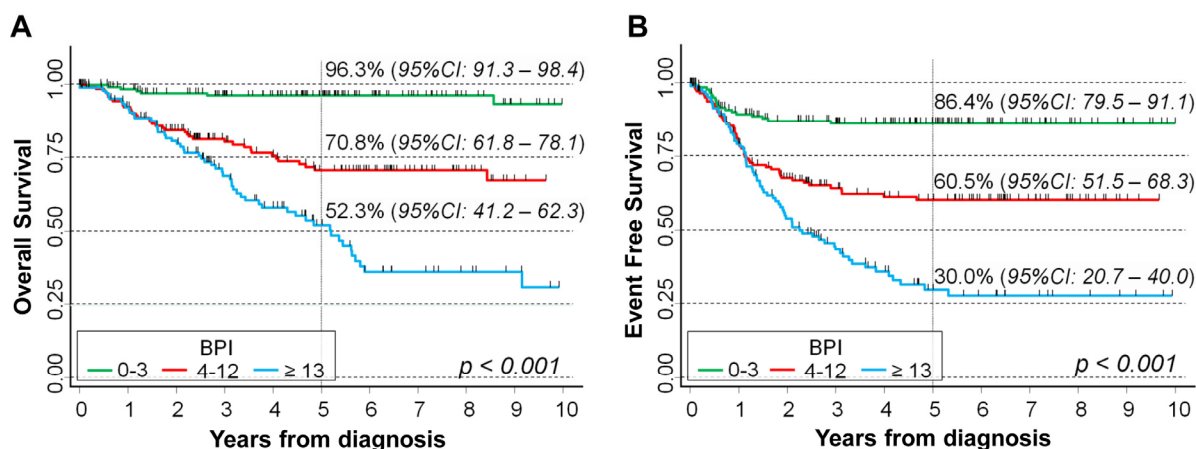 A
Overall Survival
1.00
0.75
0.50
0.25
0.00
96.3% (95%CI: 91.3 – 98.4)
70.8% (95%CI: 61.8 – 78.1)
52.3% (95%CI: 41.2 – 62.3)
BPI
0-3 4-12 ≥ 13
p < 0.001
0 1 2 3 4 5 6 7 8 9 10
Years from diagnosis
B
Event Free Survival
1.00
0.75
0.50
0.25
0.00
86.4% (95%CI: 79.5 – 91.1)
60.5% (95%CI: 51.5 – 68.3)
30.0% (95%CI: 20.7 – 40.0)
BPI
0-3 4-12 ≥ 13
p < 0.001
0 1 2 3 4 5 6 7 8 9 10
Years from diagnosis